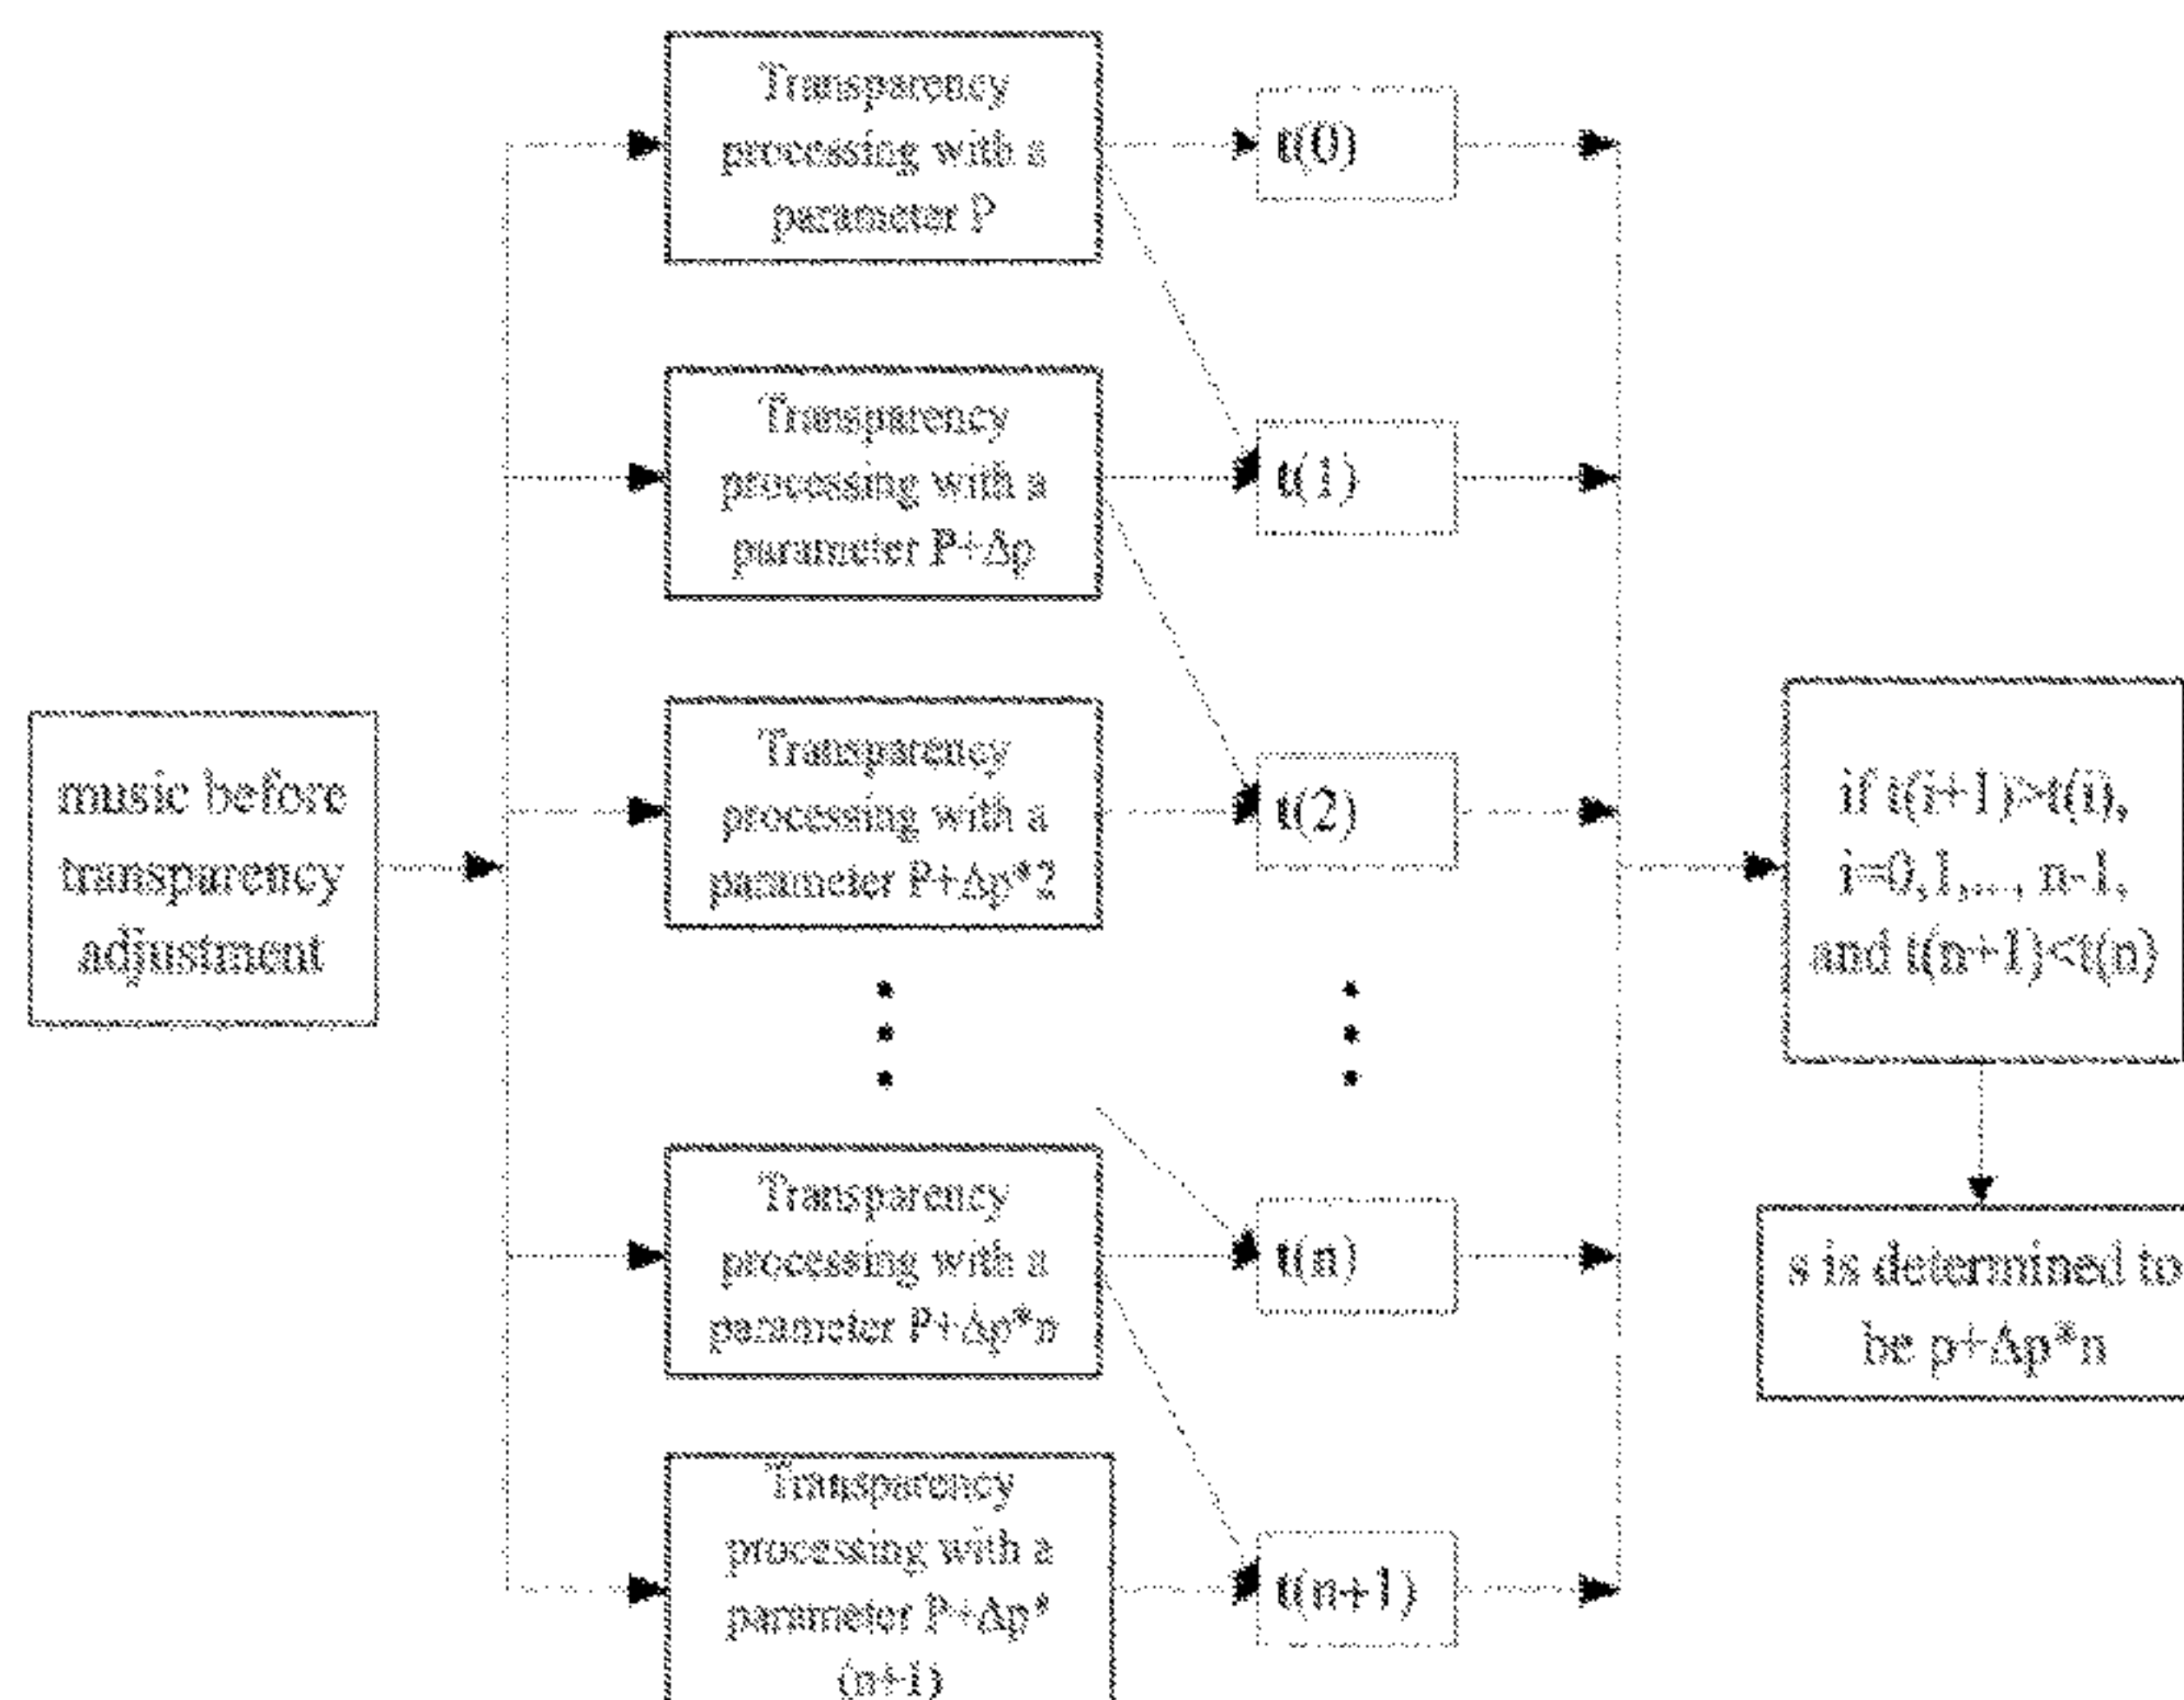 music before
transparency
adjustment
Transparency
processing with a
parameter P
Transparency
processing with a
parameter P+Δp
Transparency
processing with a
parameter P+Δp*2
Transparency
processing with a
parameter P+Δp*n
Transparency
processing with a
parameter P+Δp*
(n+1)
t(0)
t(1)
t(2)
t(n)
t(n+1)
if t(i+1)>t(i),
i=0,1,..., n-1,
and t(n+1)<t(n)
s is determined to
be p+Δp*n